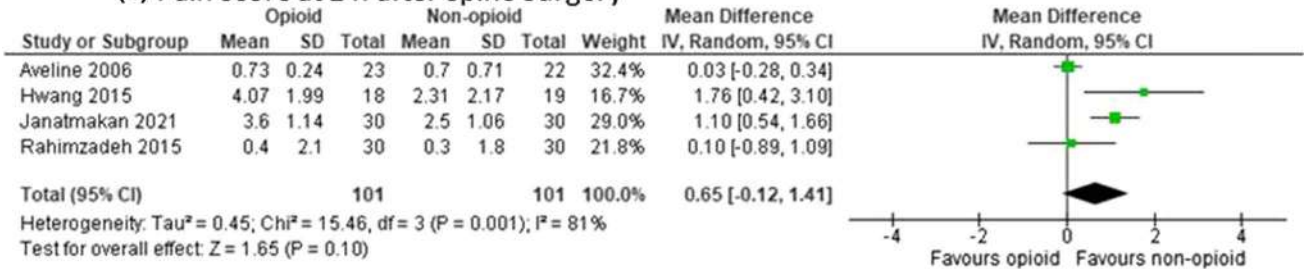 Pain score at h after spine surgery
Opioid Non-opioid Mean Difference Mean Difference
Study or Subgroup Mean SD Total Mean SD Total Weight IV, Random, 95% CI IV, Random, 95% CI
Aveline 2006 0.73 0.24 23 0.7 0.71 22 32.4% 0.03 [-0.28, 0.34]
Hwang 2015 4.07 1.99 18 2.31 2.17 19 16.7% 1.76 [0.42, 3.10]
Janatmakan 2021 3.6 1.14 30 2.5 1.06 30 29.0% 1.10 [0.54, 1.66]
Rahimzadeh 2015 0.4 2.1 30 0.3 1.8 30 21.8% 0.10 [-0.89, 1.09]
Total (95% CI) 101 101 100.0% 0.65 [-0.12, 1.41]
Heterogeneity: Tau² = 0.45; Chi² = 15.46, df = 3 (P = 0.001); I² = 81%
Test for overall effect: Z = 1.65 (P = 0.10)
-4 -2 0 2 4
Favours opioid Favours non-opioid